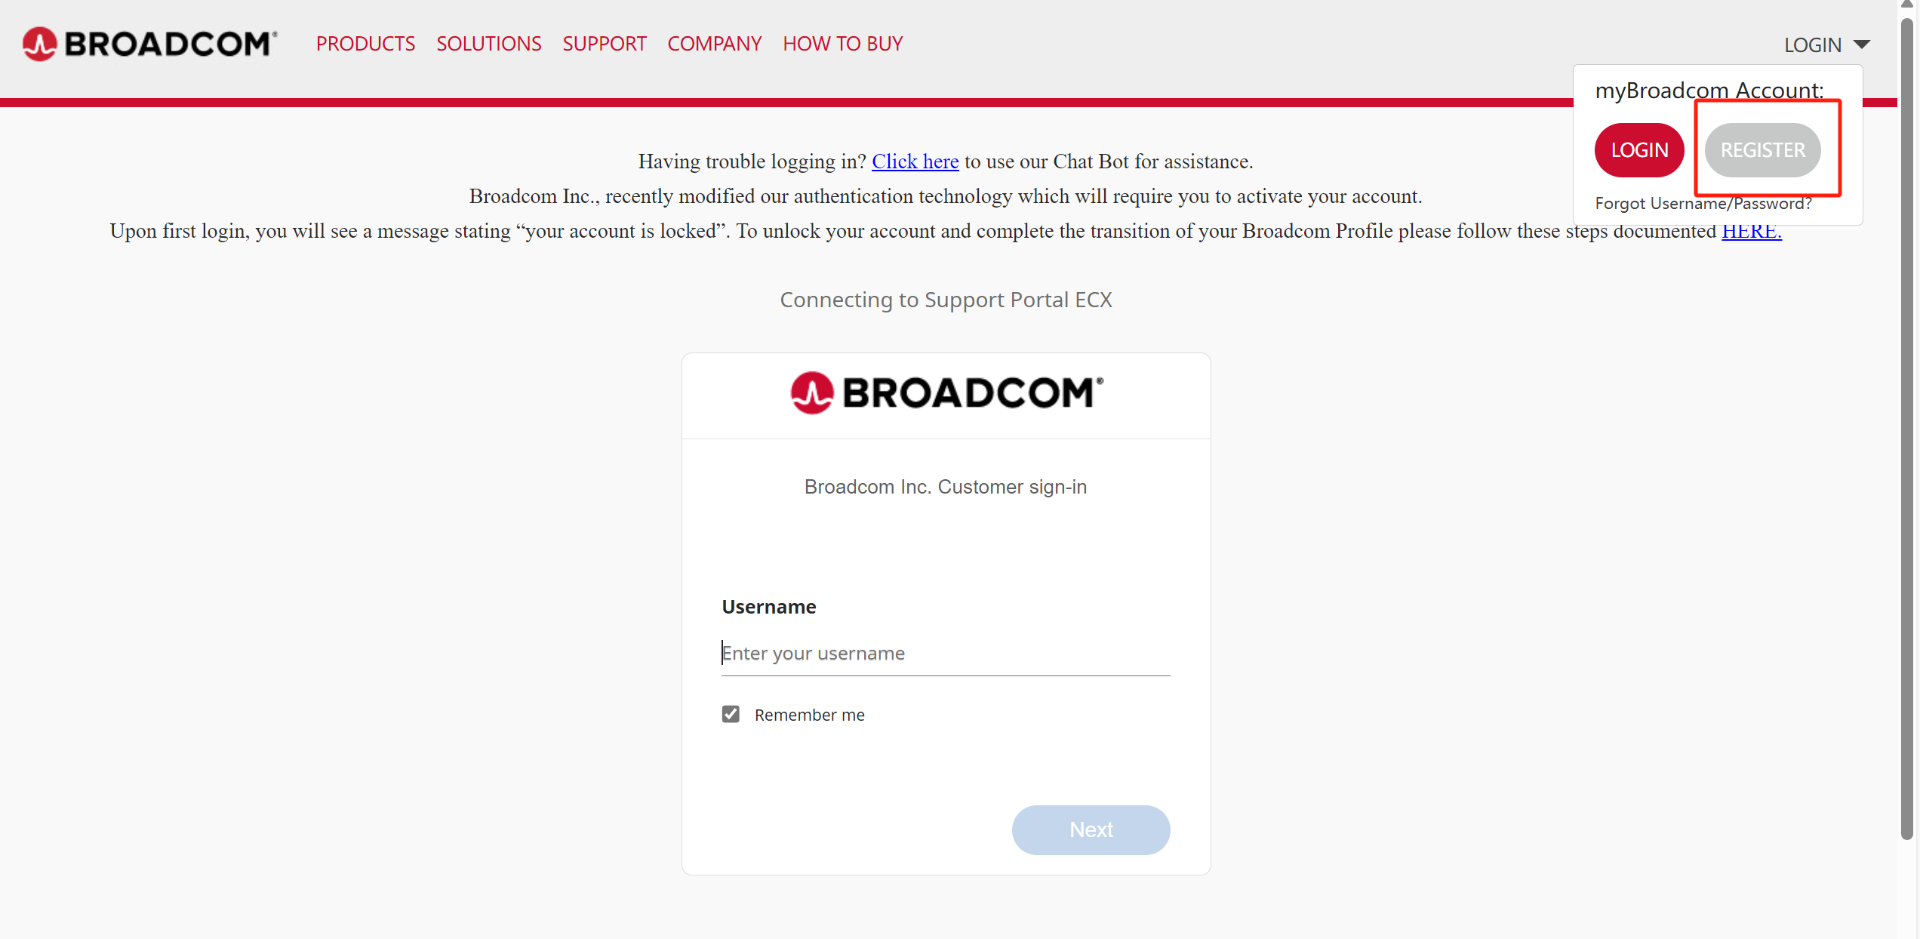 BROADCOM®
PRODUCTS SOLUTIONS SUPPORT COMPANY HOW TO BUY
LOGIN
myBroadcom Account:
LOGIN REGISTER
Forgot Username/Password?
Having trouble logging in? Click here to use our Chat Bot for assistance.
Broadcom Inc., recently modified our authentication technology which will require you to activate your account.
Upon first login, you will see a message stating “your account is locked”. To unlock your account and complete the transition of your Broadcom Profile please follow these steps documented HERE.
Connecting to Support Portal ECX
BROADCOM®
Broadcom Inc. Customer sign-in
Username
Enter your username
Remember me
Next